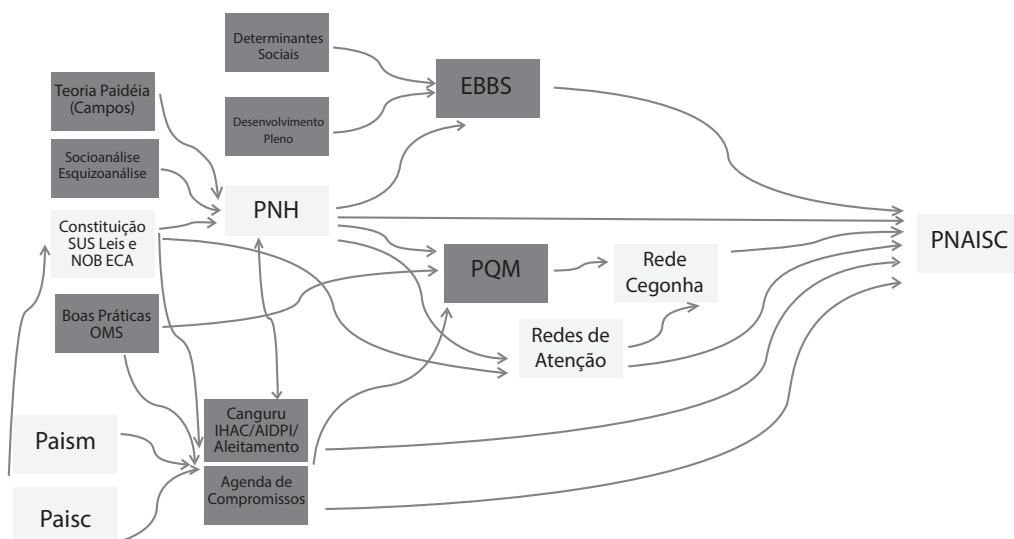 Determinantes
Sociais
EBBS
Teoria Paidéia
(Campos)
Desenvolvimento
Pleno
Socioanálise
Esquizoanálise
PNH
Constituição
SUS Leis e
NOB ECA
PNAISC
PQM
Rede
Cegonha
Boas Práticas
OMS
Redes de
Atenção
Canguru
IHAC/AIDPI/
Aleitamento
Paism
Agenda de
Compromissos
Paisc